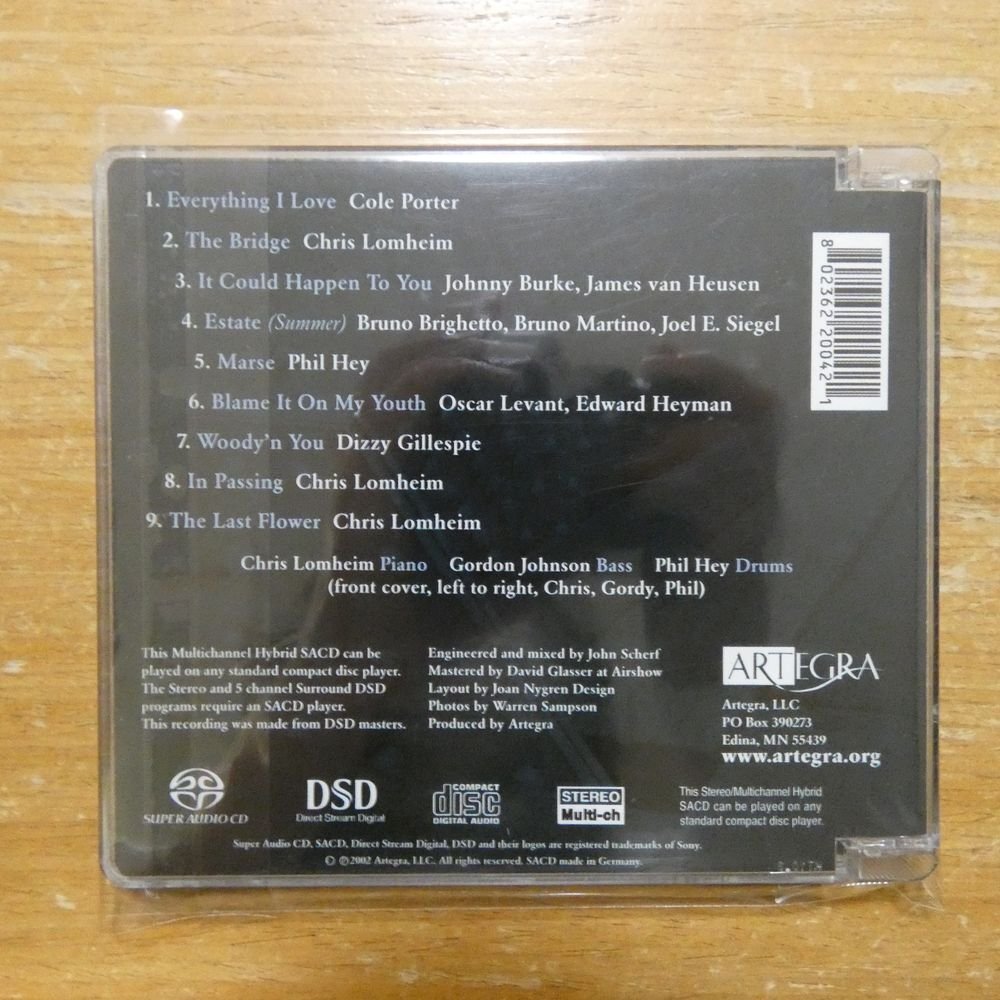 1. Everything I Love Cole Porter
2. The Bridge Chris Lomheim
3. It Could Happen To You Johnny Burke, James van Heusen
4. Estate (Summer) Bruno Brighetto, Bruno Martino, Joel E. Siegel
5. Marse Phil Hey
6. Blame It On My Youth Oscar Levant, Edward Heyman
7. Woody'n You Dizzy Gillespie
8. In Passing Chris Lomheim
9. The Last Flower Chris Lomheim
Chris Lomheim Piano Gordon Johnson Bass Phil Hey Drums
(front cover, left to right, Chris, Gordy, Phil)
8 02362 20042 1
This Multichannel Hybrid SACD can be
played on any standard compact disc player.
The Stereo and 5 channel Surround DSD
programs require an SACD player.
This recording was made from DSD masters.
Engineered and mixed by John Scherf
Mastered by David Glasser at Airshow
Layout by Joan Nygren Design
Photos by Warren Sampson
Produced by Artegra
ARTEGRA
Artegra, LLC
PO Box 390273
Edina, MN 55439
www.artegra.org
SUPER AUDIO CD
DSD
Direct Stream Digital
COMPACT
disc
DIGITAL AUDIO
STEREO
Multi-ch
This Stereo/Multichannel Hybrid
SACD can be played on any
standard compact disc player.
Super Audio CD, SACD, Direct Stream Digital, DSD and their logos are registered trademarks of Sony.
© ℗ 2002 Artegra, LLC. All rights reserved. SACD made in Germany.